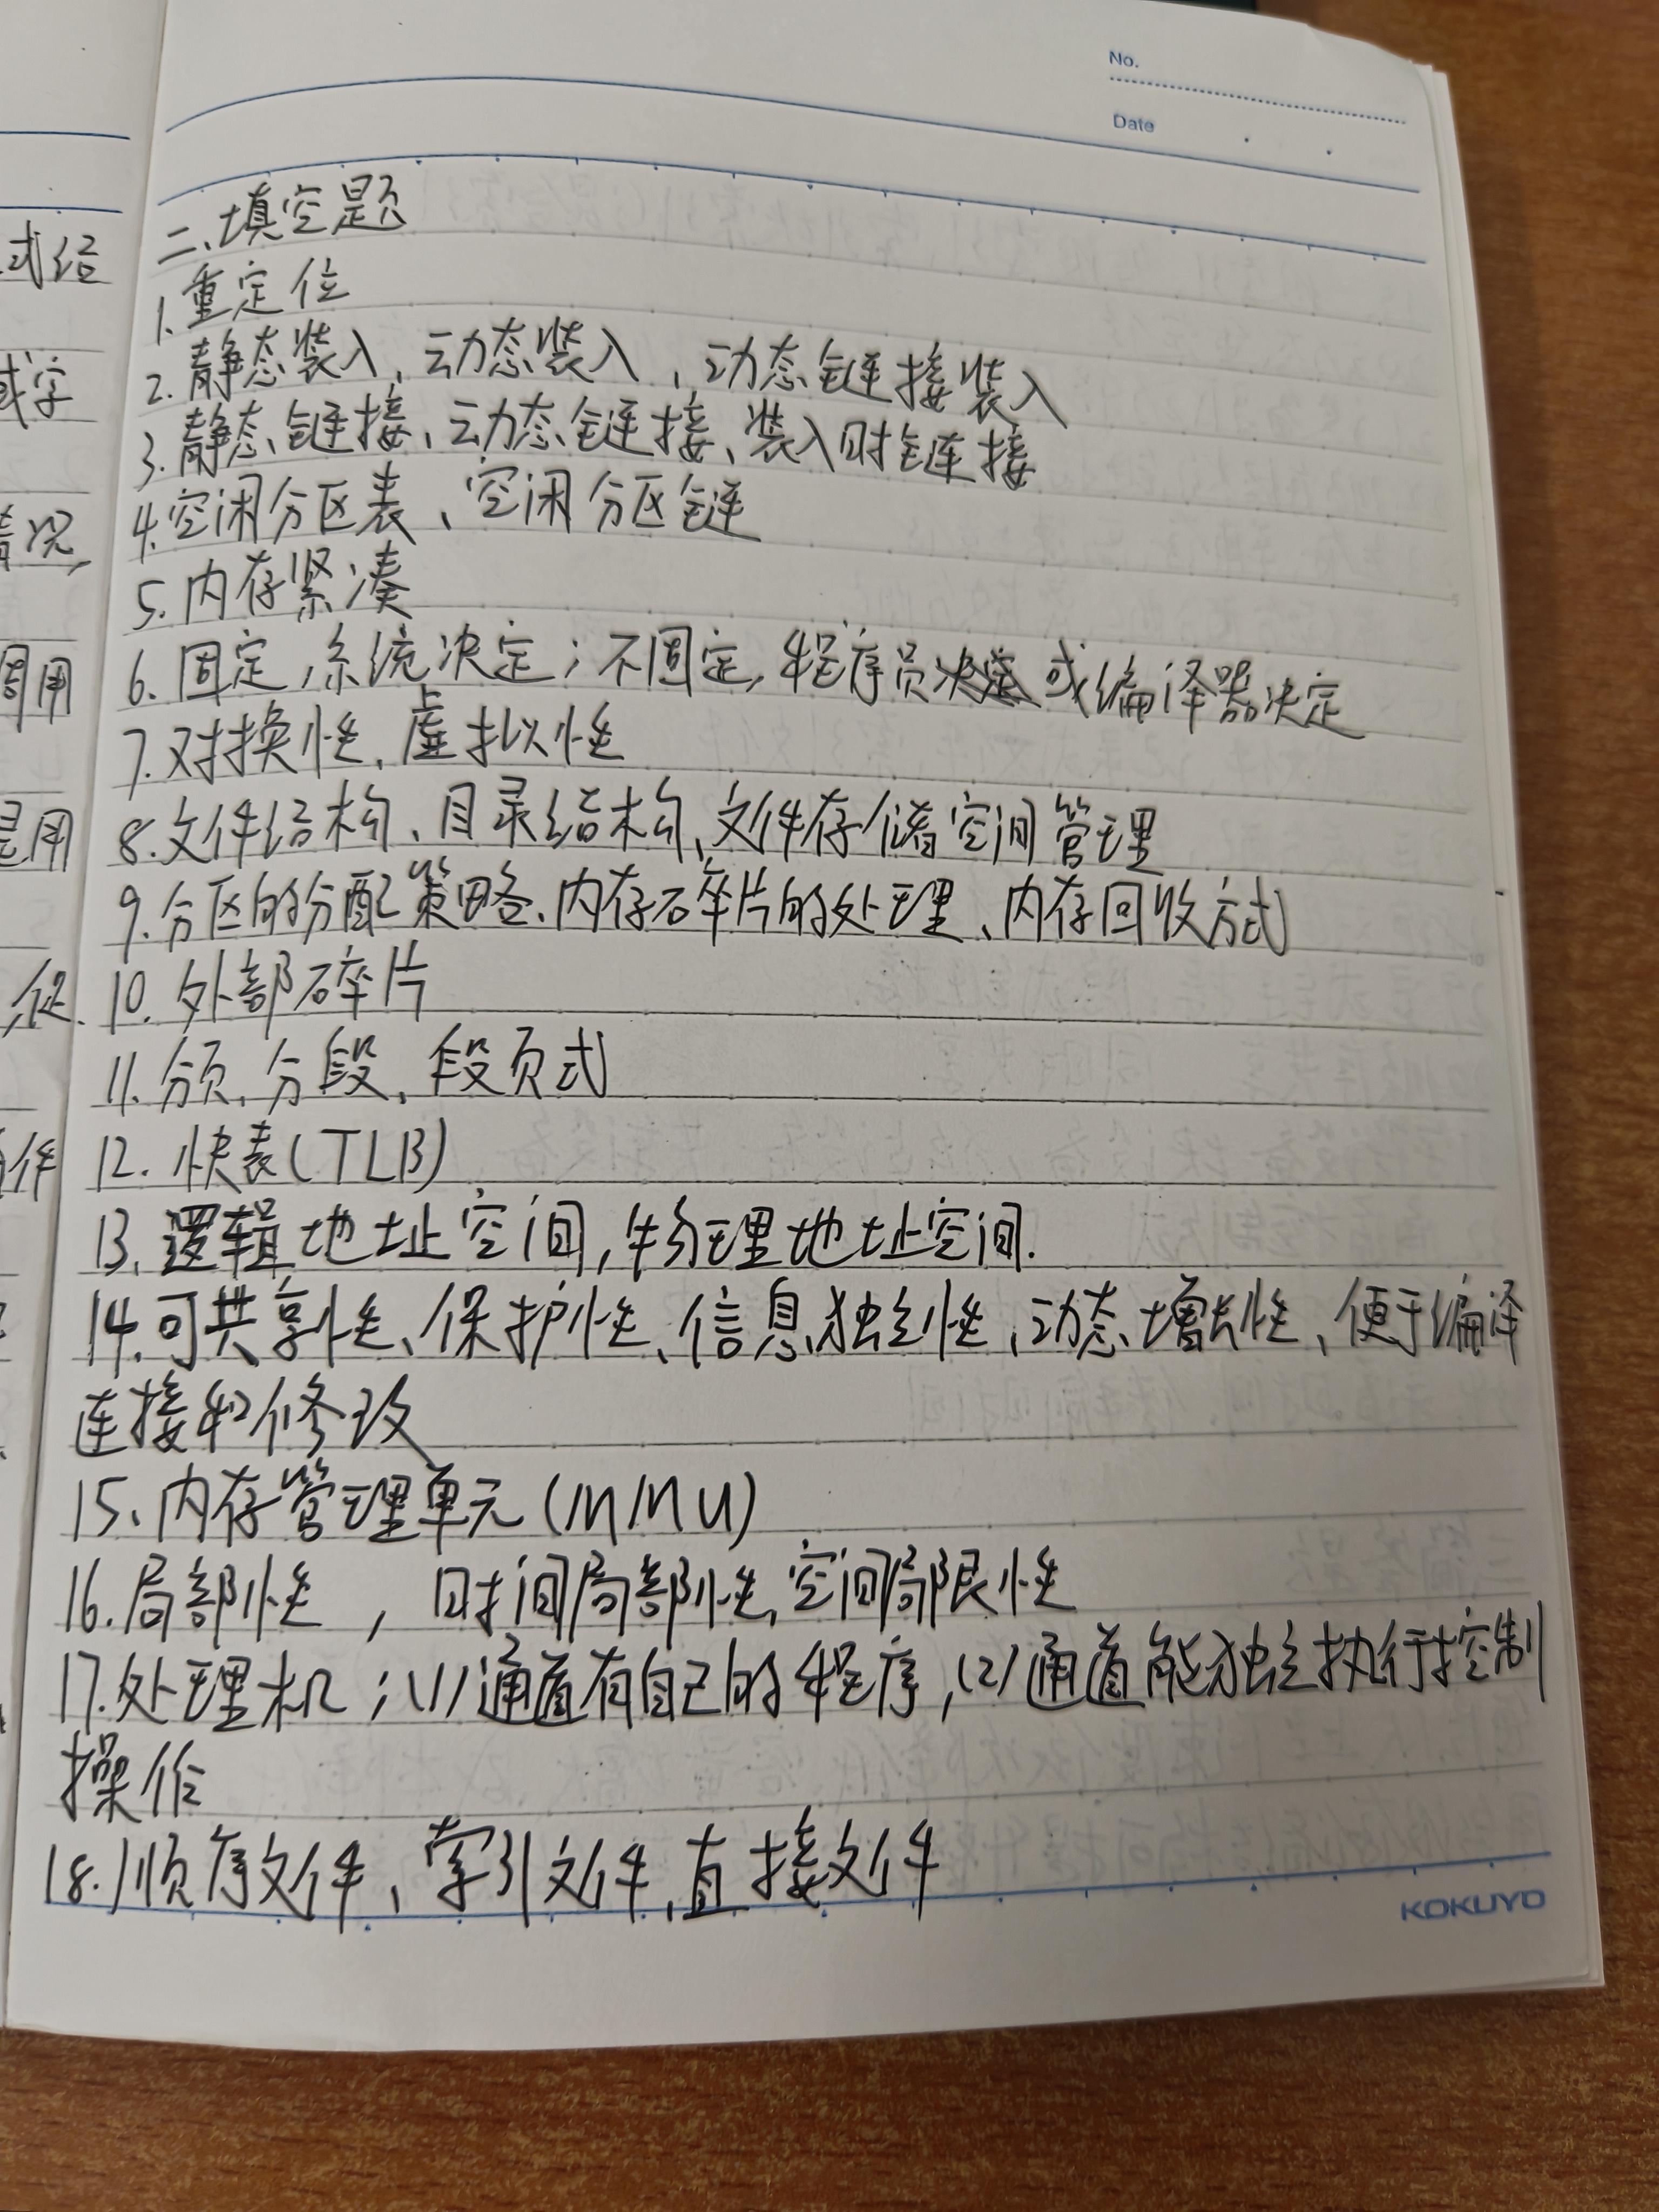 No.
Date
式结
或字
情况,
调用
是用
,促.
作
二、填空题
1.重定位
2.静态装入、动态装入、动态链接装入
3.静态链接、动态链接、装入时链接
4.空闲分区表、空闲分区链
5.内存紧凑
6.固定,系统决定;不固定,程序员决定或编译器决定
7.对换性、虚拟性
8.文件结构、目录结构、文件存储空间管理
9.分区的分配策略、内存碎片的处理、内存回收方式
10.外部碎片
11.分页、分段、段页式
12.快表(TLB)
13.逻辑地址空间,物理地址空间.
14.可共享性、保护性、信息独立性、动态增长性、便于编译
连接和修改
15、内存管理单元(MMU)
16.局部性,时间局部性,空间局限性
17.处理机;(1)通道有自己的程序,(2)通道能独立执行控制
操作
18.顺序文件、索引文件、直接文件
KOKUYO